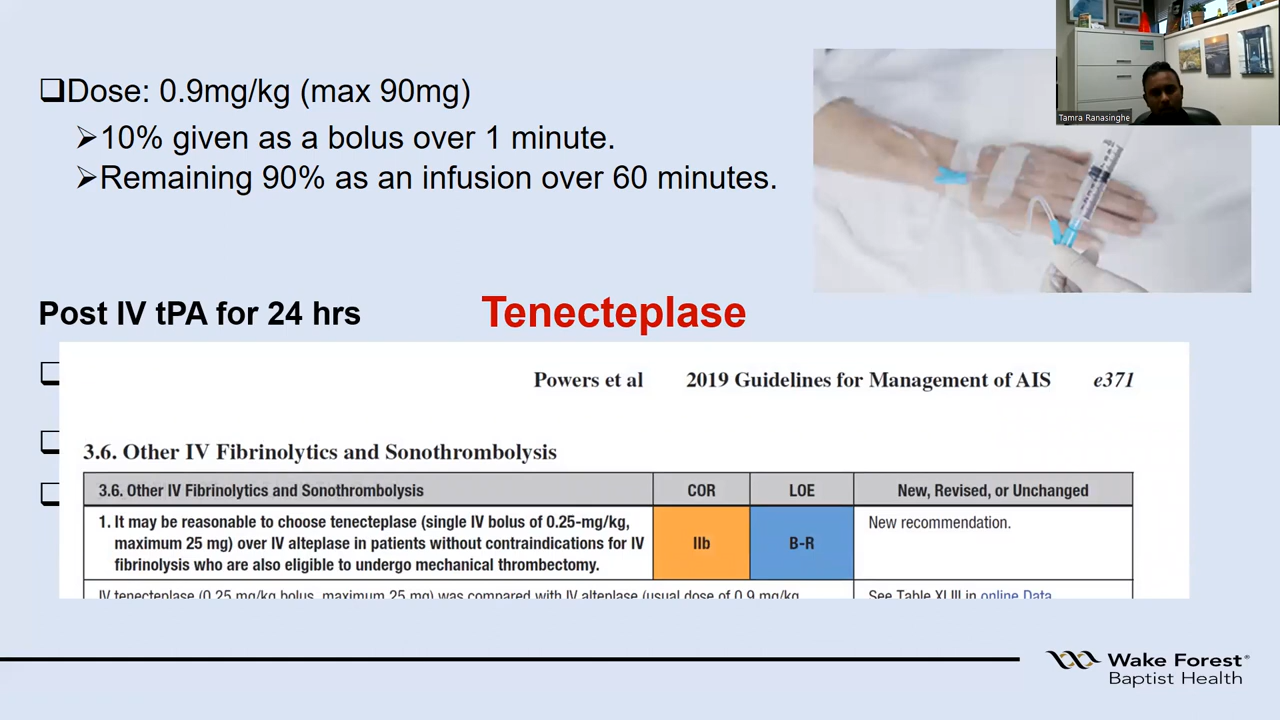 Dose: 0.9mg/kg (max 90mg)
10% given as a bolus over 1 minute.
Remaining 90% as an infusion over 60 minutes.
Tamra Ranasinghe
Post IV tPA for 24 hrs
Tenecteplase
Powers et al 2019 Guidelines for Management of AIS e371
3.6. Other IV Fibrinolytics and Sonothrombolysis
3.6. Other IV Fibrinolytics and Sonothrombolysis COR LOE New, Revised, or Unchanged
1. It may be reasonable to choose tenecteplase (single IV bolus of 0.25-mg/kg,
maximum 25 mg) over IV alteplase in patients without contraindications for IV
fibrinolysis who are also eligible to undergo mechanical thrombectomy.
IIb
B-R
New recommendation.
IV tenecteplase (0.25 mg/kg bolus, maximum 25 mg) was compared with IV alteplase (usual dose of 0.9 mg/kg
See Table XLIII in online Data
Wake Forest®
Baptist Health